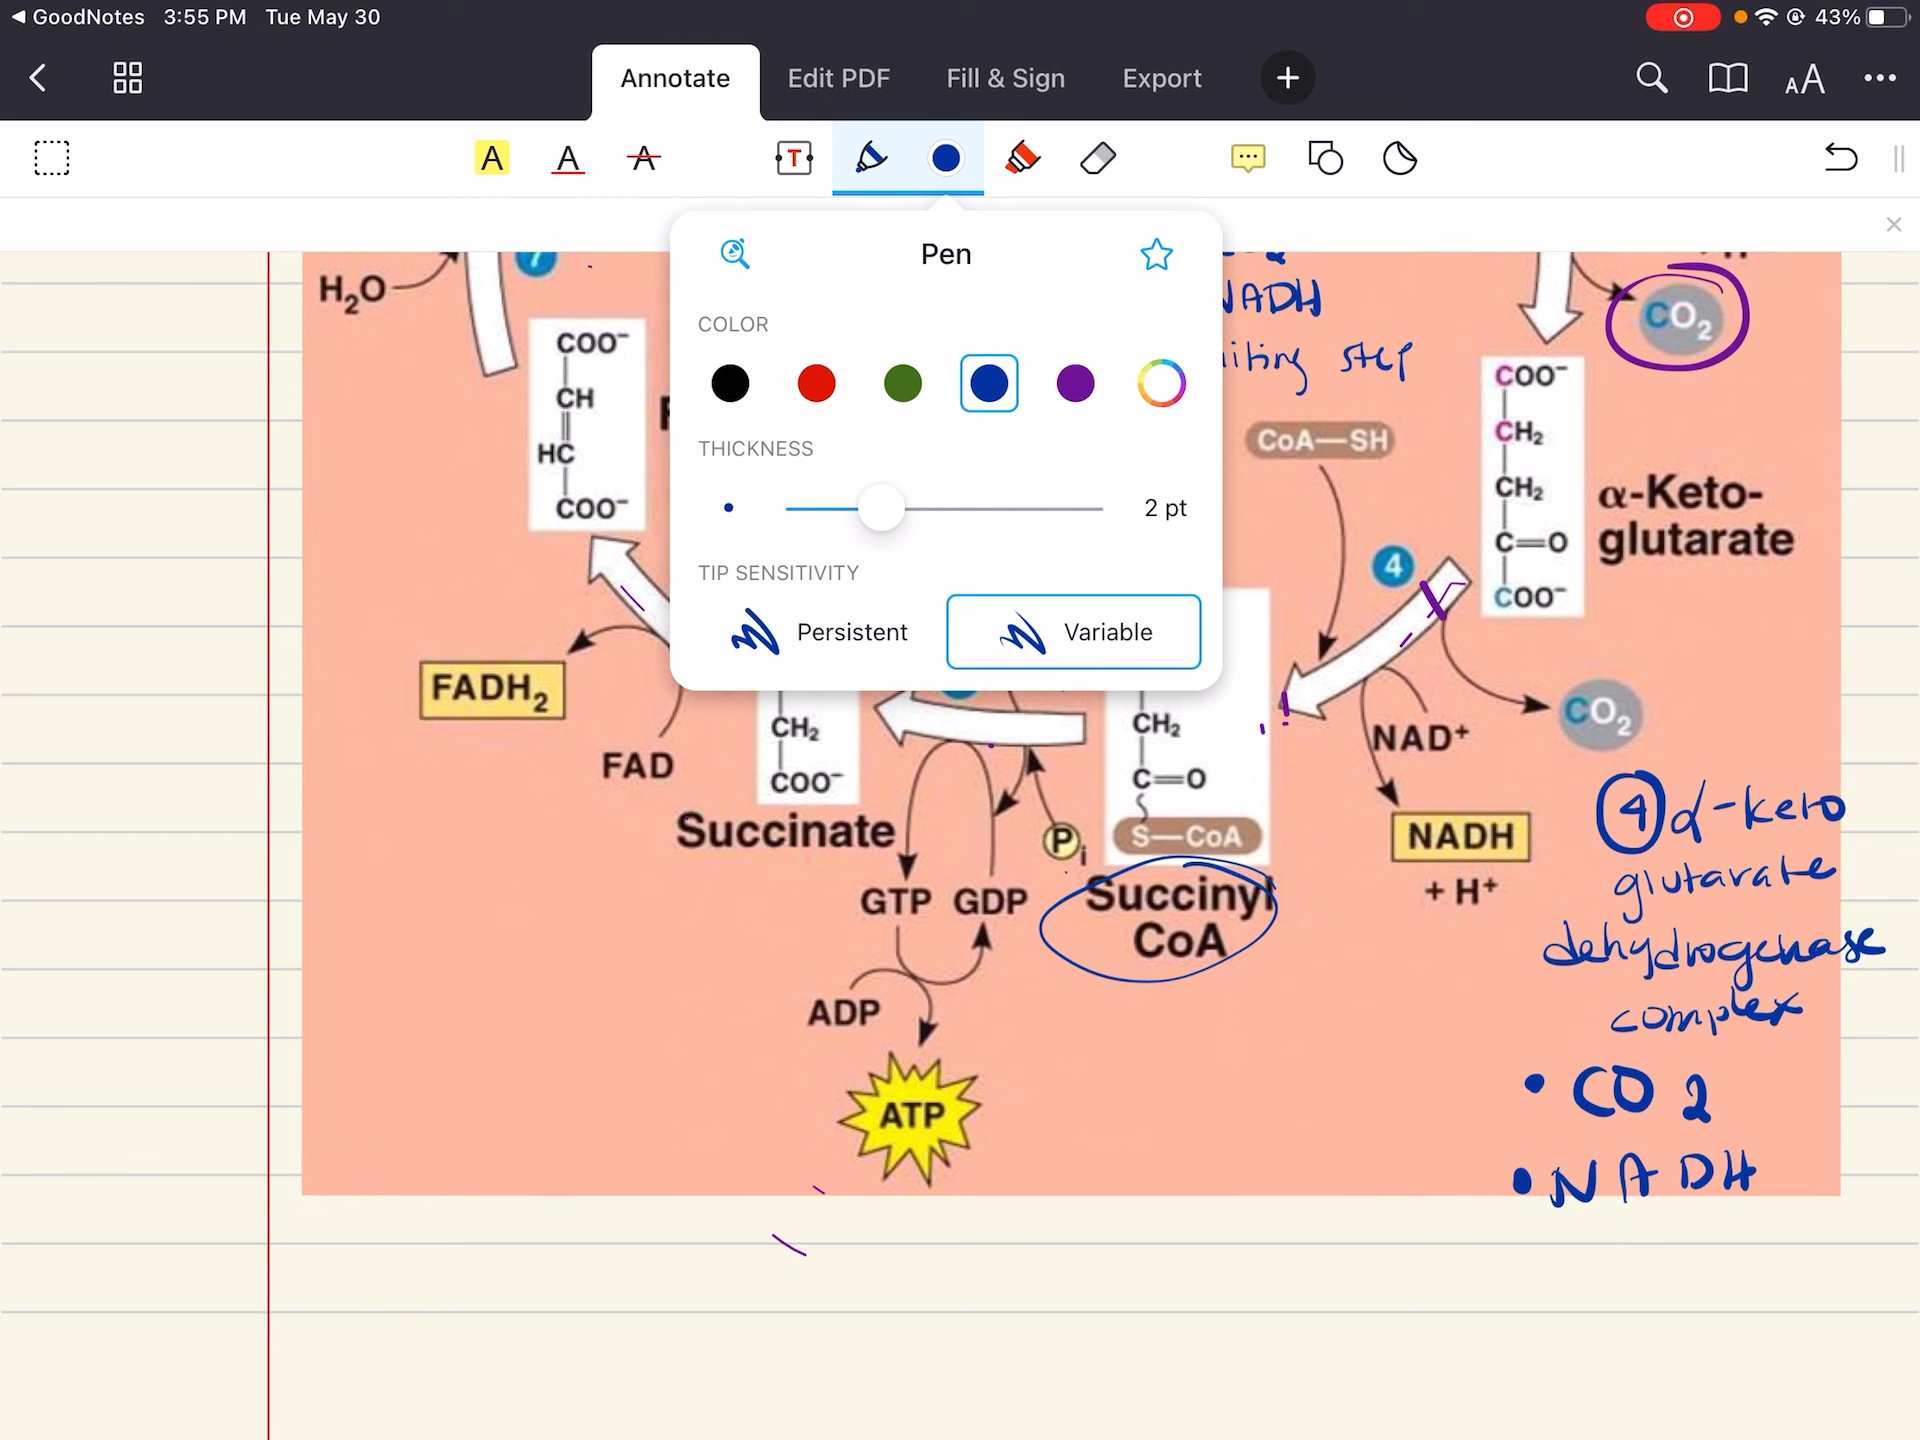 GoodNotes 3:55 PM Tue May 30
43%
Annotate Edit PDF Fill & Sign Export
AA
A A A T
Pen
COLOR
THICKNESS
2 pt
TIP SENSITIVITY
Persistent Variable
7
H₂O
COO⁻
CH
HC
COO⁻
FADH₂
FAD
NADH
step
CO₂
COO⁻
CH₂
CH₂
C=O
COO⁻
α-Keto-
glutarate
CoA—SH
4
CO₂
NAD⁺
NADH
+ H⁺
CH₂
COO⁻
Succinate
CH₂
C=O
S—CoA
Succinyl
CoA
Pi
GTP GDP
ADP
ATP
4 α-keto
glutarate
dehydrogenase
complex
• CO2
• NADH